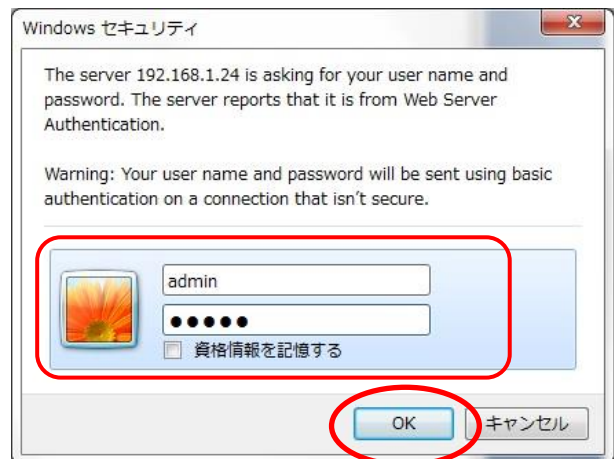 Windows セキュリティ
The server 192.168.1.24 is asking for your user name and
password. The server reports that it is from Web Server
Authentication.
Warning: Your user name and password will be sent using basic
authentication on a connection that isn't secure.
admin
●●●●●
資格情報を記憶する
OK キャンセル